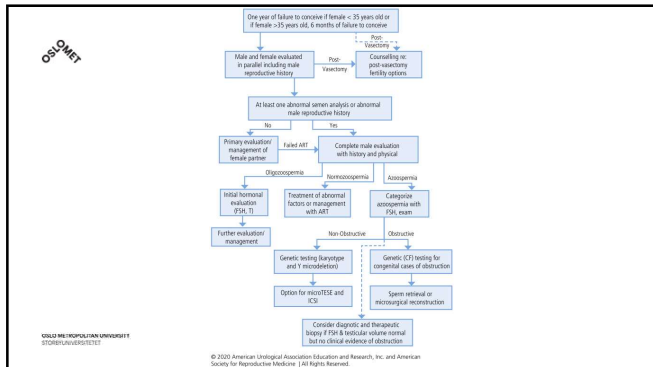 One year of failure to conceive if female < 35 years old or
if female >35 years old, 6 months of failure to conceive
OSLOMET
Post-
Vasectomy
Male and female evaluated
in parallel including male
reproductive history
Post-
Vasectomy
Counselling re:
post-vasectomy
fertility options
At least one abnormal semen analysis or abnormal
male reproductive history
No
Yes
Primary evaluation/
management of
female partner
Failed ART
Complete male evaluation
with history and physical
Oligozoospermia
Normozoospermia
Azoospermia
Initial hormonal
evaluation
(FSH, T)
Treatment of abnormal
factors or management
with ART
Categorize
azoospermia with
FSH, exam
Further evaluation/
management
Non-Obstructive
Obstructive
Genetic testing (karyotype
and Y microdeletion)
Genetic (CF) testing for
congenital cases of obstruction
Option for microTESE and
ICSI
Sperm retrieval or
microsurgical reconstruction
Consider diagnostic and therapeutic
biopsy if FSH & testicular volume normal
but no clinical evidence of obstruction
OSLO METROPOLITAN UNIVERSITY
STORBYUNIVERSITETET
© 2020 American Urological Association Education and Research, Inc. and American
Society for Reproductive Medicine | All Rights Reserved.